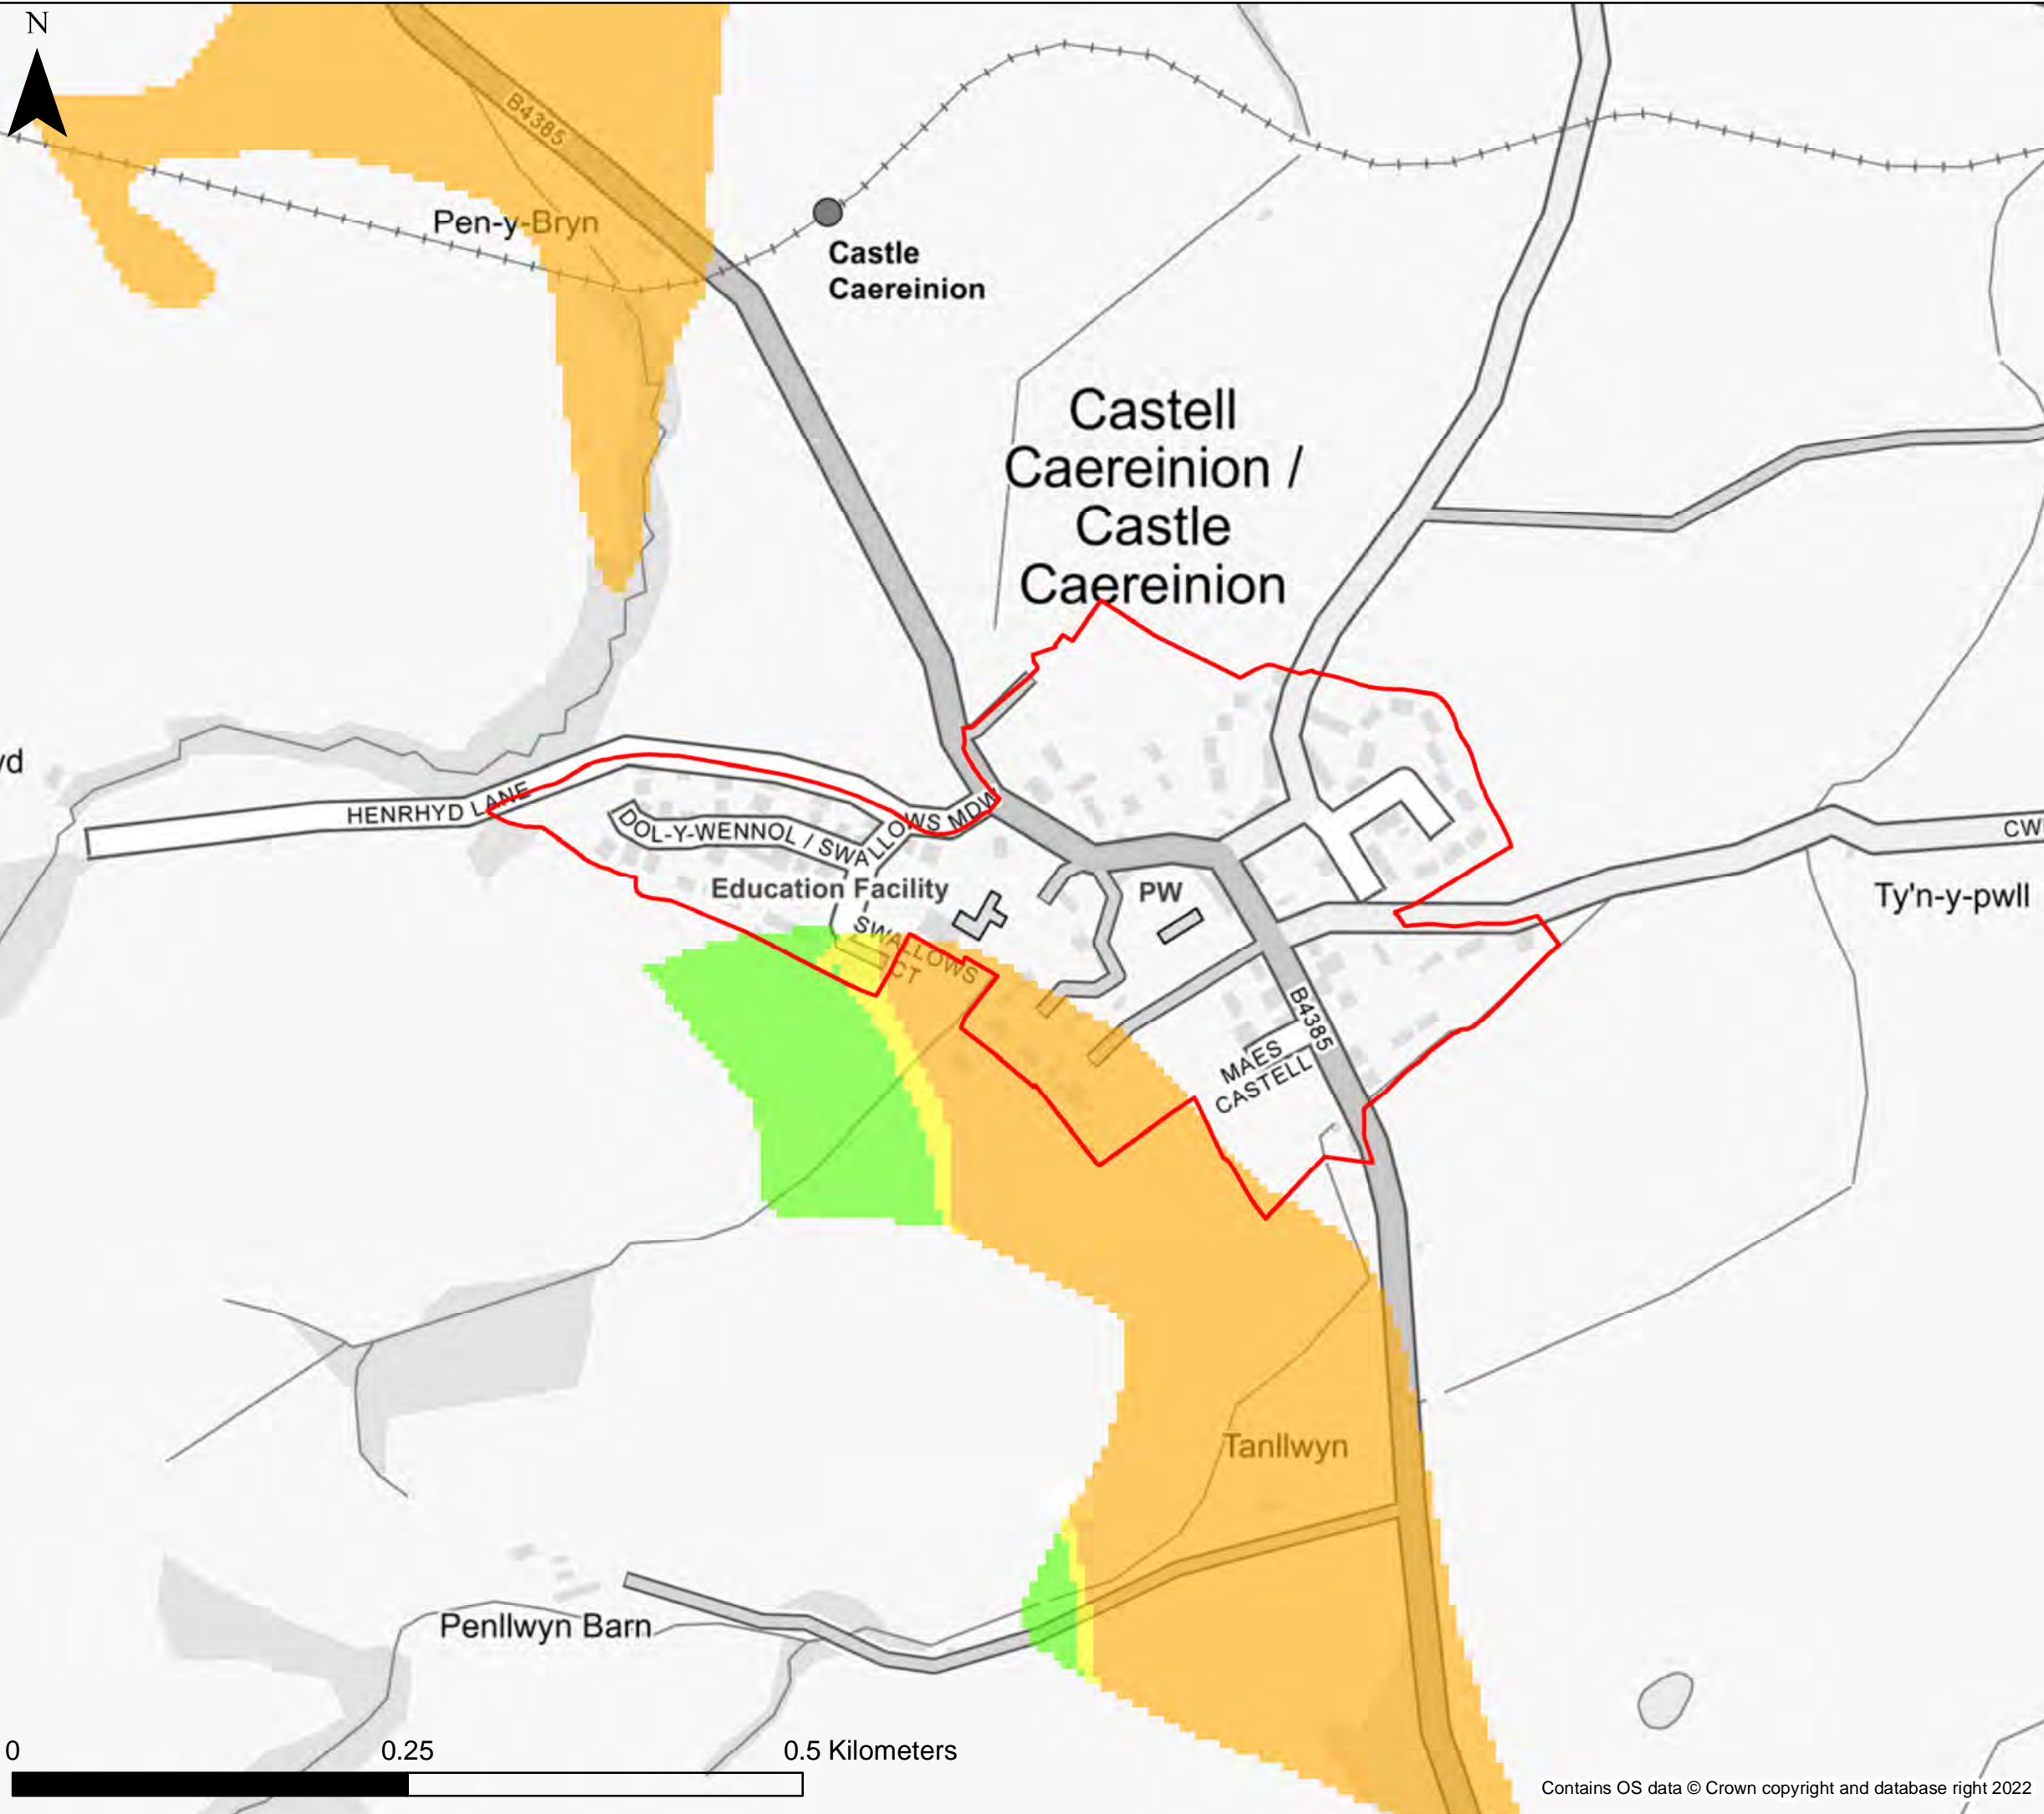 N
B4385
Pen-y-Bryn
Castle
Caereinion
Castell
Caereinion /
Castle
Caereinion
yd
HENRHYD LANE
DOL-Y-WENNOL / SWALLOWS MDW
Education Facility
PW
SWALLOWS
CT
CW
Ty'n-y-pwll
B4385
MAES
CASTELL
Tanllwyn
Penllwyn Barn
0
0.25
0.5 Kilometers
Contains OS data © Crown copyright and database right 2022